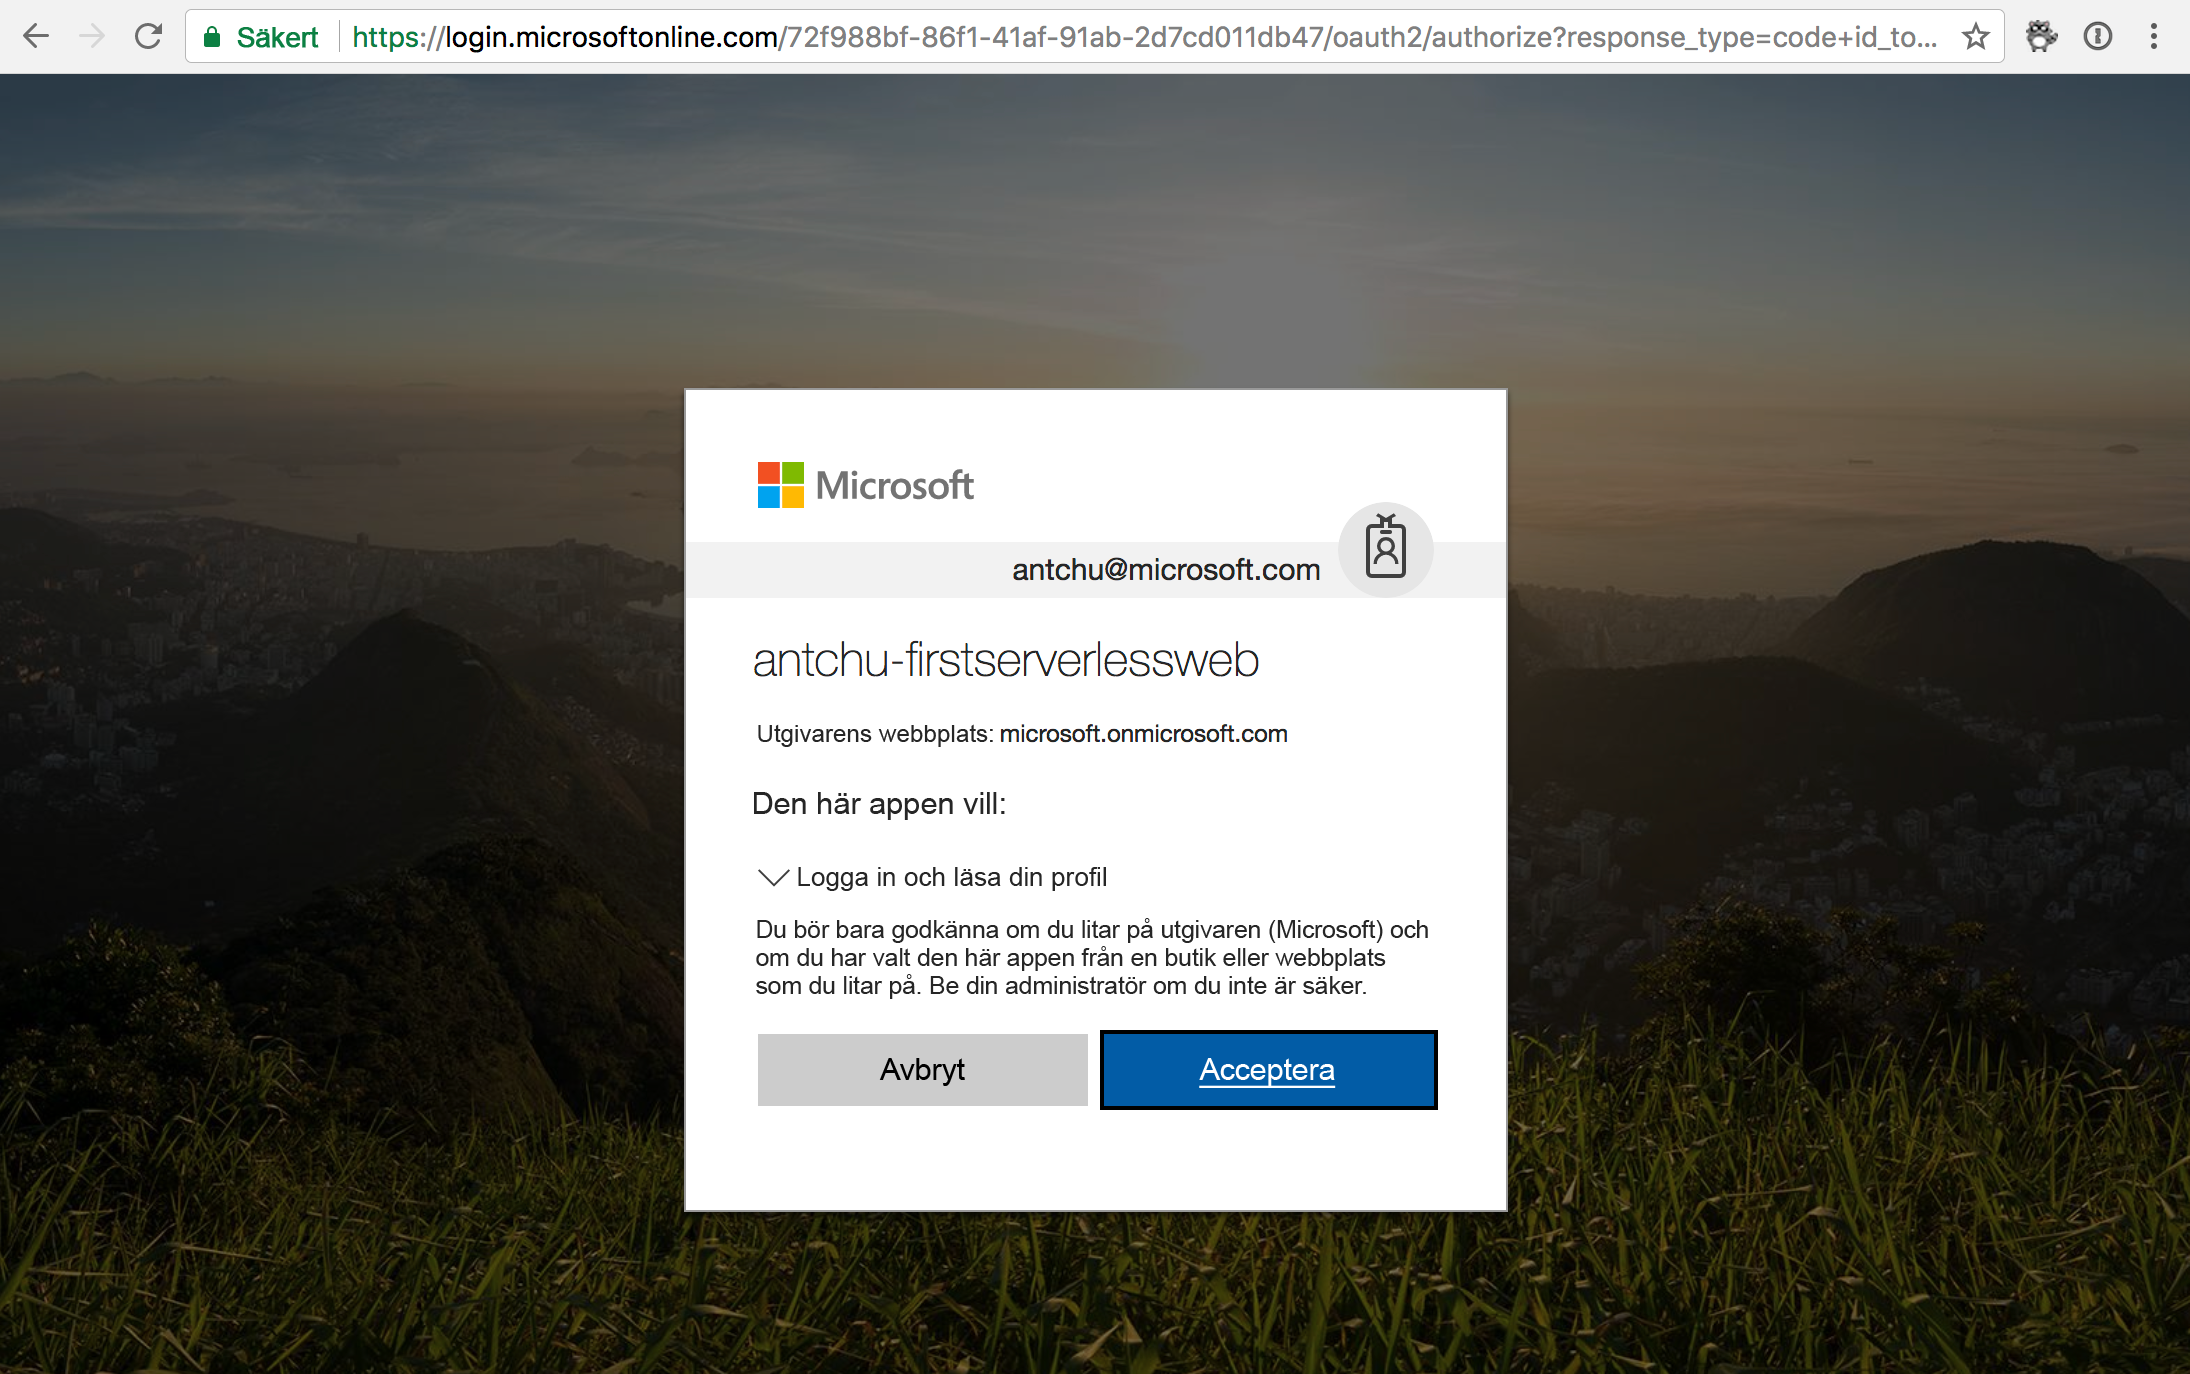 Säkert https://login.microsoftonline.com/72f988bf-86f1-41af-91ab-2d7cd011db47/oauth2/authorize?response_type=code+id_to...
Microsoft
antchu@microsoft.com
antchu-firstserverlessweb
Utgivarens webbplats: microsoft.onmicrosoft.com
Den här appen vill:
Logga in och läsa din profil
Du bör bara godkänna om du litar på utgivaren (Microsoft) och
om du har valt den här appen från en butik eller webbplats
som du litar på. Be din administratör om du inte är säker.
Avbryt
Acceptera